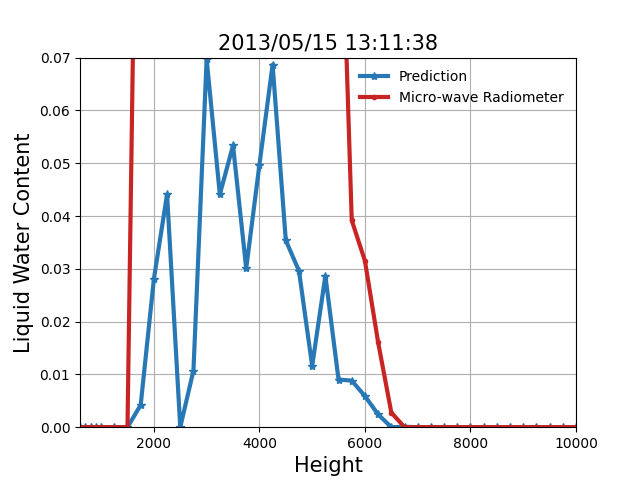 2013/05/15 13:11:38
Prediction
Micro-wave Radiometer
Liquid Water Content
0.07
0.06
0.05
0.04
0.03
0.02
0.01
0.00
2000 4000 6000 8000 10000
Height